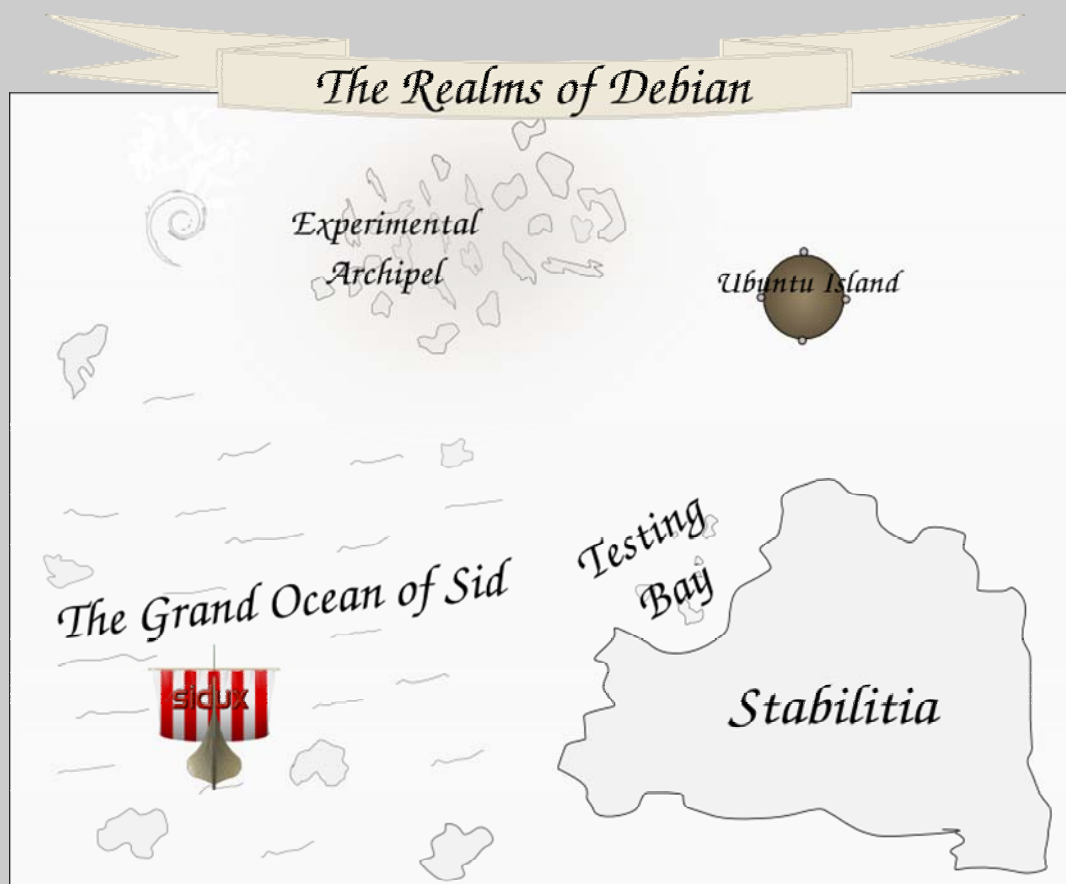 The Realms of Debian
Experimental
Archipel
Ubuntu Island
Testing
Bay
The Grand Ocean of Sid
sidux
Stabilitia